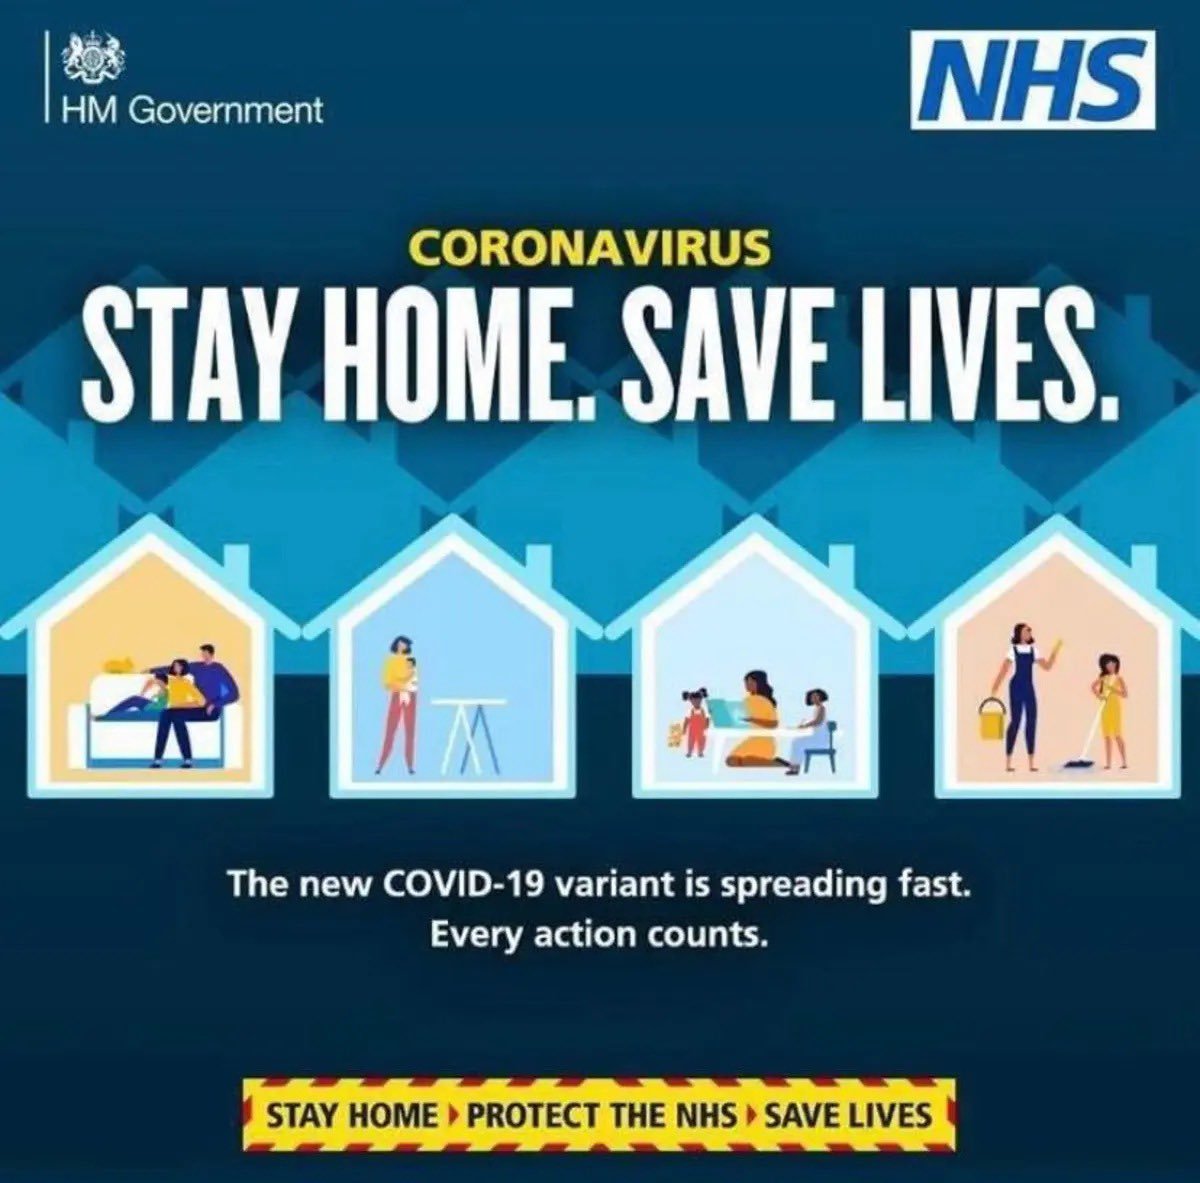 HM Government
NHS
CORONAVIRUS
STAY HOME. SAVE LIVES.
The new COVID-19 variant is spreading fast.
Every action counts.
STAY HOME PROTECT THE NHS SAVE LIVES